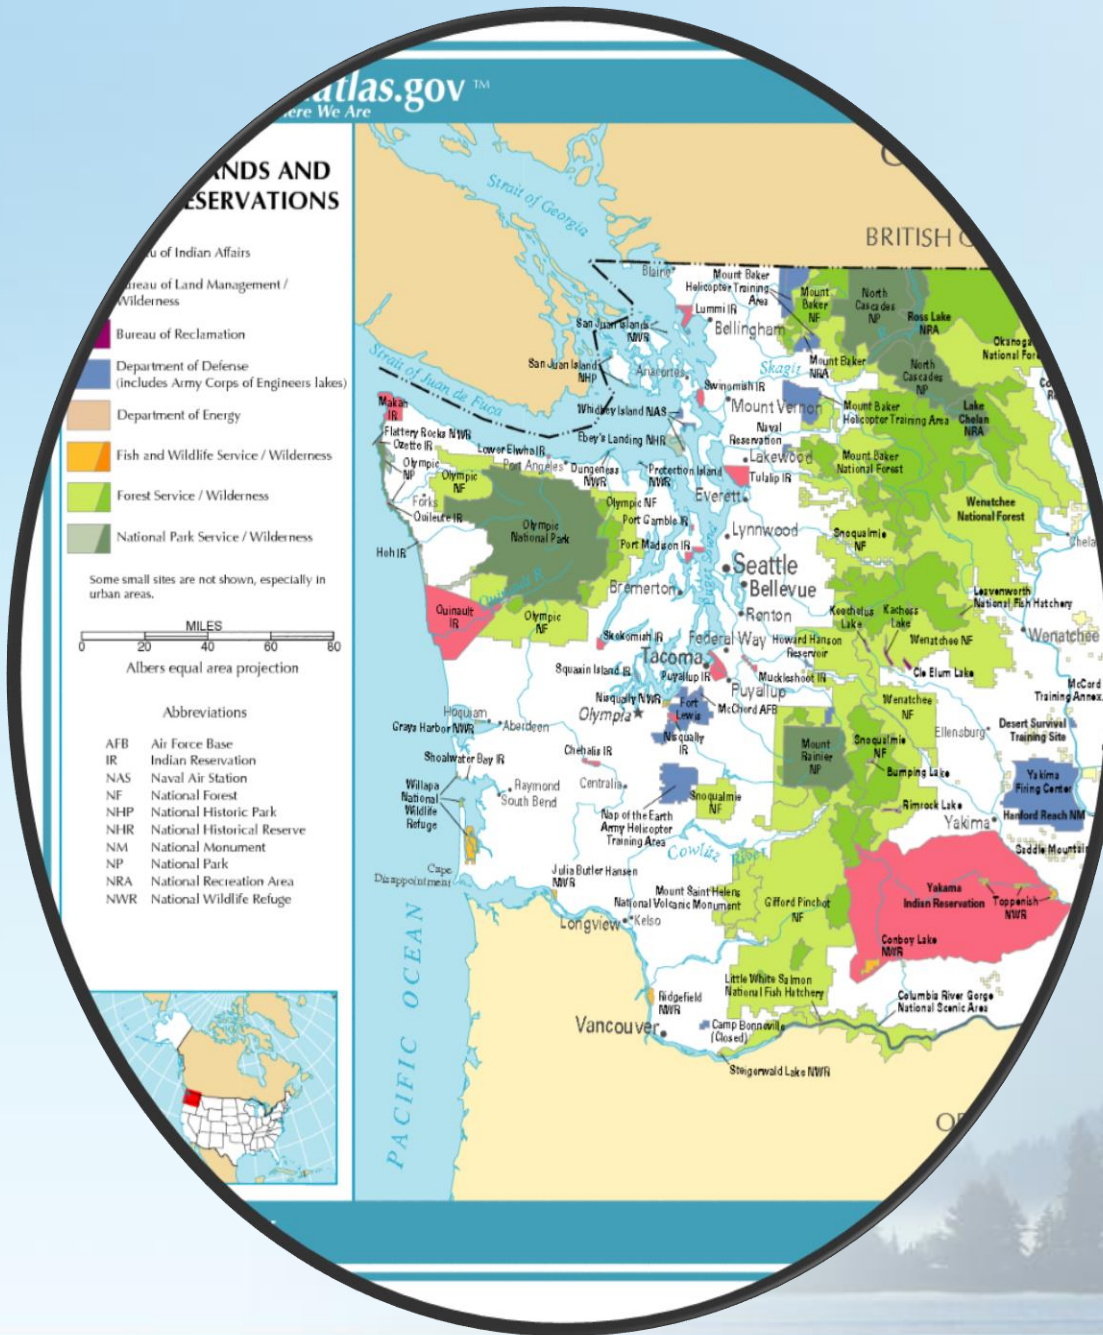 atlas.gov ™
ere We Are
NDS AND
ESERVATIONS
u of Indian Affairs
ureau of Land Management /
Wilderness
Bureau of Reclamation
Department of Defense
(includes Army Corps of Engineers lakes)
Department of Energy
Fish and Wildlife Service / Wilderness
Forest Service / Wilderness
National Park Service / Wilderness
Some small sites are not shown, especially in
urban areas.
MILES
0 20 40 60 80
Albers equal area projection
Abbreviations
AFB Air Force Base
IR Indian Reservation
NAS Naval Air Station
NF National Forest
NHP National Historic Park
NHR National Historical Reserve
NM National Monument
NP National Park
NRA National Recreation Area
NWR National Wildlife Refuge
Strait of Georgia
BRITISH
Blaine
Mount Baker
Helicopter Training
Area
Mount
Baker
NF
North
Cascades
NP
Ross Lake
NRA
Lummi IR
Bellingham
San Juan Islands
NWR
Okanoga
National Fore
San Juan Islands
NHP
Anacortes
Skagit
Mount Baker
NRA
North
Cascades
NP
Strait of Juan de Fuca
Swinomish IR
Mount Vernon
Mount Baker
Helicopter Training Area
Lake
Chelan
NRA
Makah
IR
Whidbey Island NAS
Naval
Reservation
Flattery Rocks NWR
Ozette IR
Ebey's Landing NHR
Lower Elwha IR
Port Angeles
Dungeness
NWR
Protection Island
NWR
Lakewood
Mount Baker
National Forest
Olympic
NP
Olympic
NF
Tulalip IR
Forks
Everett
Quileute IR
Olympic NF
Wenatchee
National Forest
Olympic
National Park
Port Gamble IR
Lynnwood
Snoqualmie
NF
Chela
Hoh IR
Port Madison IR
Puget Sound
Seattle
Bellevue
Bremerton
Renton
Leavenworth
National Fish Hatchery
Quinault R.
Quinault
IR
Olympic
NF
Keechelus
Lake
Kachess
Lake
Skokomish IR
Federal Way
Howard Hanson
Reservoir
Wenatchee NF
Wenatchee
Tacoma
Squaxin Island IR
Puyallup IR
Muckleshoot IR
Cle Elum Lake
Puyallup
McCord
Training Annex
Nisqually NWR
Fort
Lewis
McChord AFB
Wenatchee
NF
Hoquiam
Olympia
Grays Harbor NWR
Aberdeen
Nisqually
IR
Ellensburg
Desert Survival
Training Site
Chehalis IR
Mount
Rainier
NP
Snoqualmie
NF
Shoalwater Bay IR
Bumping Lake
Yakima
Firing Center
Willapa
National
Wildlife
Refuge
Raymond
South Bend
Centralia
Snoqualmie
NF
Rimrock Lake
Hanford Reach NM
Yakima
Nap of the Earth
Army Helicopter
Training Area
Saddle Mountain
Cowlitz River
Cape
Disappointment
Julia Butler Hansen
NWR
Mount Saint Helens
National Volcanic Monument
Gifford Pinchot
NF
Yakama
Indian Reservation
Toppenish
NWR
Longview
Kelso
Conboy Lake
NWR
PACIFIC OCEAN
Little White Salmon
National Fish Hatchery
Columbia River Gorge
National Scenic Area
Ridgefield
NWR
Vancouver
Camp Bonneville
(Closed)
Steigerwald Lake NWR